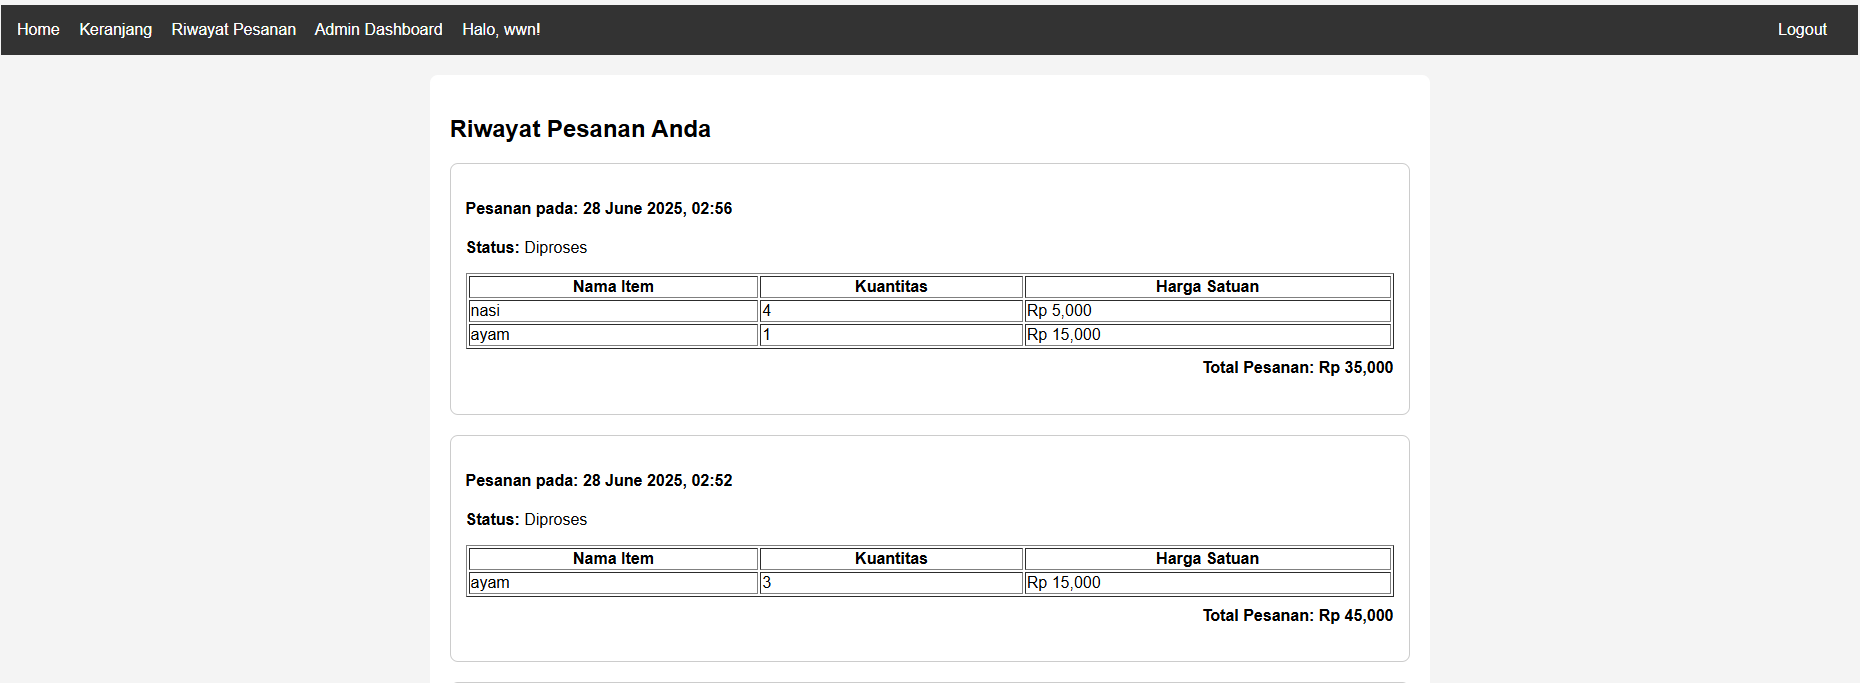 Home Keranjang Riwayat Pesanan Admin Dashboard Halo, wwn! Logout
Riwayat Pesanan Anda
Pesanan pada: 28 June 2025, 02:56
Status: Diproses
Nama Item Kuantitas Harga Satuan
nasi 4 Rp 5,000
ayam 1 Rp 15,000
Total Pesanan: Rp 35,000
Pesanan pada: 28 June 2025, 02:52
Status: Diproses
Nama Item Kuantitas Harga Satuan
ayam 3 Rp 15,000
Total Pesanan: Rp 45,000